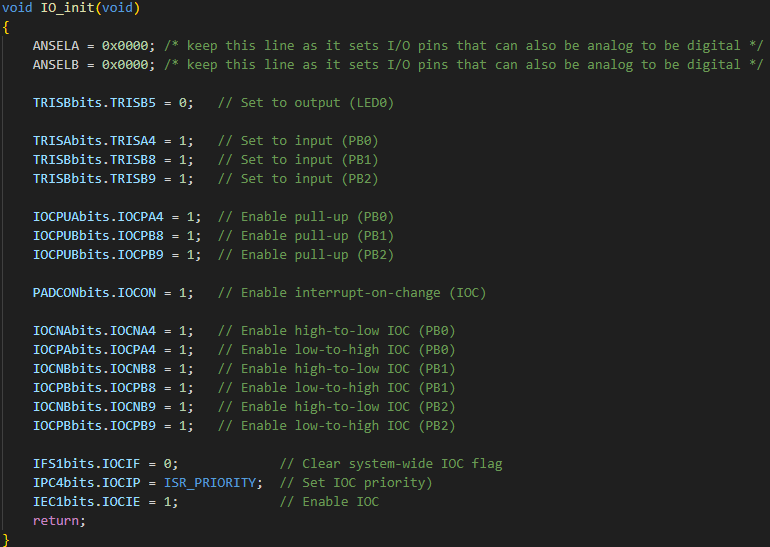 void IO_init(void)
{
    ANSELA = 0x0000; /* keep this line as it sets I/O pins that can also be analog to be digital */
    ANSELB = 0x0000; /* keep this line as it sets I/O pins that can also be analog to be digital */

    TRISBbits.TRISB5 = 0;   // Set to output (LED0)

    TRISAbits.TRISA4 = 1;   // Set to input (PB0)
    TRISBbits.TRISB8 = 1;   // Set to input (PB1)
    TRISBbits.TRISB9 = 1;   // Set to input (PB2)

    IOCPUAbits.IOCPA4 = 1;  // Enable pull-up (PB0)
    IOCPUBbits.IOCPB8 = 1;  // Enable pull-up (PB1)
    IOCPUBbits.IOCPB9 = 1;  // Enable pull-up (PB2)

    PADCONbits.IOCON = 1;   // Enable interrupt-on-change (IOC)

    IOCNAbits.IOCNA4 = 1;   // Enable high-to-low IOC (PB0)
    IOCPAbits.IOCPA4 = 1;   // Enable low-to-high IOC (PB0)
    IOCNBbits.IOCNB8 = 1;   // Enable high-to-low IOC (PB1)
    IOCPBbits.IOCPB8 = 1;   // Enable low-to-high IOC (PB1)
    IOCNBbits.IOCNB9 = 1;   // Enable high-to-low IOC (PB2)
    IOCPBbits.IOCPB9 = 1;   // Enable low-to-high IOC (PB2)

    IFS1bits.IOCIF = 0;            // Clear system-wide IOC flag
    IPC4bits.IOCIP = ISR_PRIORITY;  // Set IOC priority)
    IEC1bits.IOCIE = 1;            // Enable IOC
    return;
}